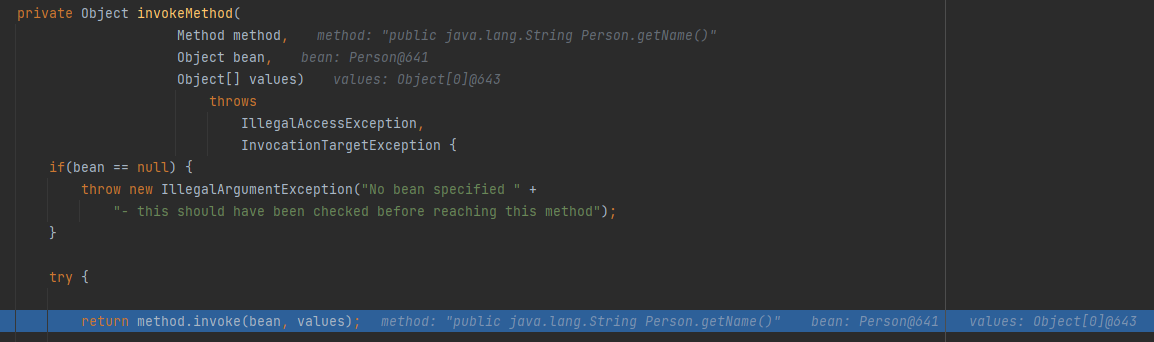 private Object invokeMethod(
Method method,   method: "public java.lang.String Person.getName()"
Object bean,   bean: Person@641
Object[] values)   values: Object[0]@643
throws
IllegalAccessException,
InvocationTargetException {
if(bean == null) {
throw new IllegalArgumentException("No bean specified " +
"- this should have been checked before reaching this method");
}
try {
return method.invoke(bean, values);   method: "public java.lang.String Person.getName()"   bean: Person@641   values: Object[0]@643